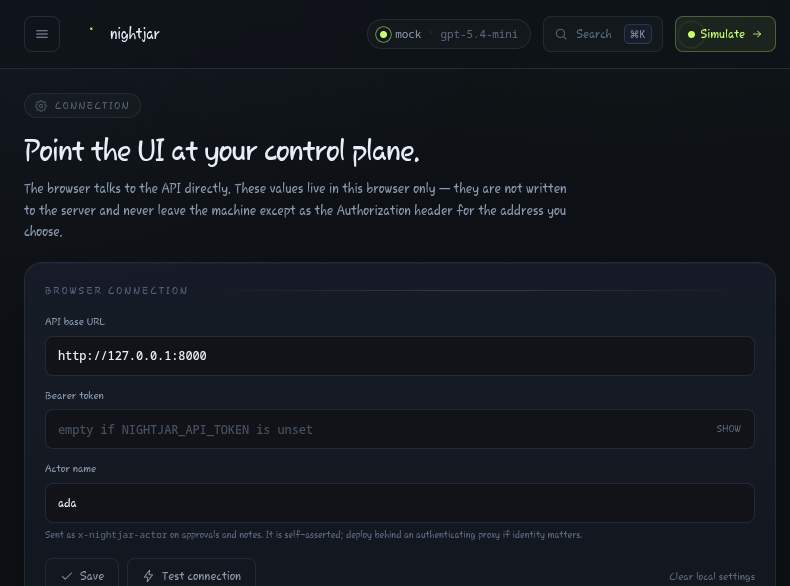 nightjar
mock · gpt-5.4-mini
Search ⌘K
Simulate →
CONNECTION
Point the UI at your control plane.
The browser talks to the API directly. These values live in this browser only — they are not written
to the server and never leave the machine except as the Authorization header for the address you
choose.
BROWSER CONNECTION
API base URL
http://127.0.0.1:8000
Bearer token
empty if NIGHTJAR_API_TOKEN is unset
SHOW
Actor name
ada
Sent as x-nightjar-actor on approvals and notes. It is self-asserted; deploy behind an authenticating proxy if identity matters.
Save
Test connection
Clear local settings